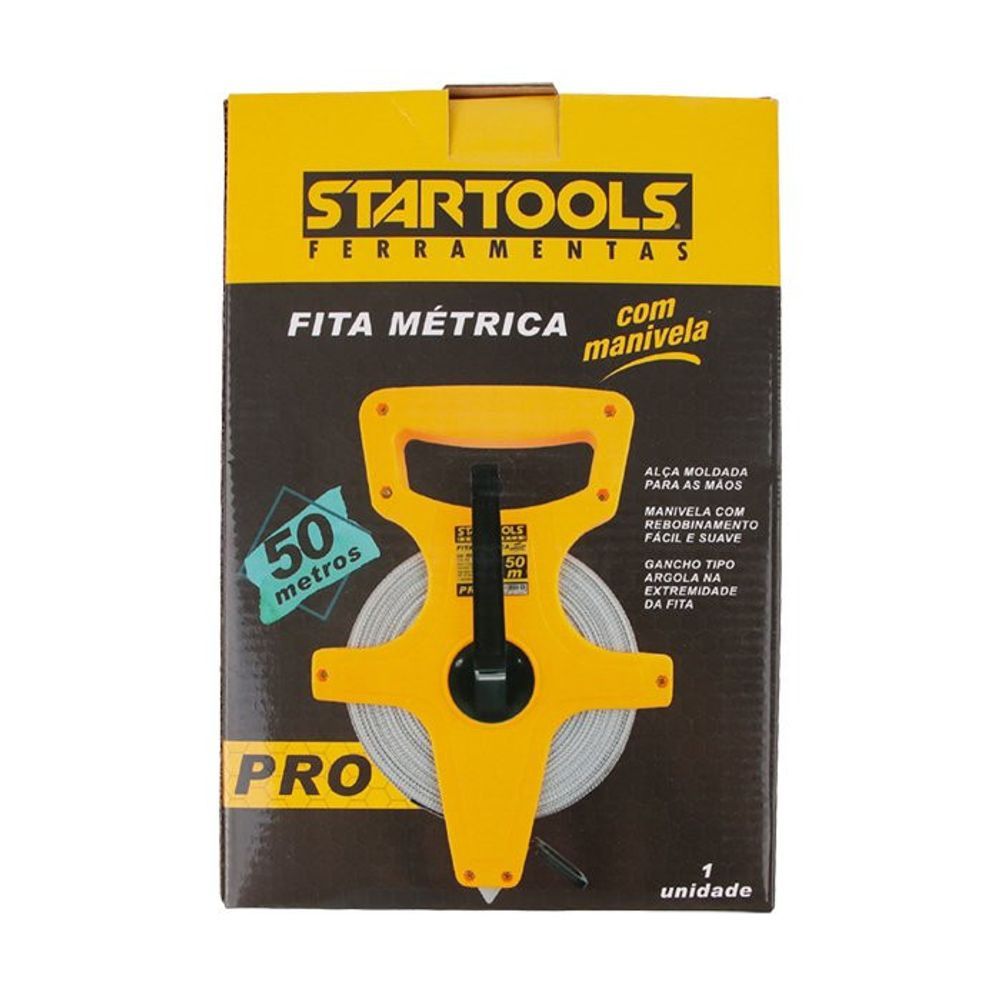 STARTOOLS
FERRAMENTAS
FITA MÉTRICA
com
manivela
ALÇA MOLDADA
PARA AS MÃOS
MANIVELA COM
REBOBINAMENTO
FÁCIL E SUAVE
GANCHO TIPO
ARGOLA NA
EXTREMIDADE
DA FITA
50
metros
STARTOOLS
FERRAMENTAS
50
m
PRO
1
unidade